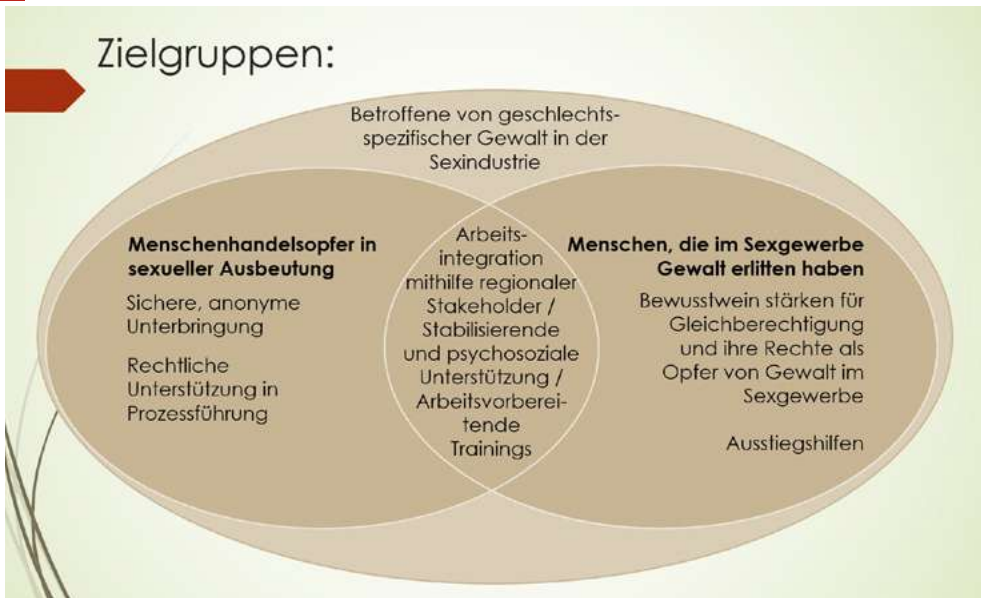 Zielgruppen:
Betroffene von geschlechts-
spezifischer Gewalt in der
Sexindustrie
Menschenhandelsopfer in
sexueller Ausbeutung
Sichere, anonyme
Unterbringung
Rechtliche
Unterstützung in
Prozessführung
Arbeits-
integration
mithilfe regionaler
Stakeholder /
Stabilisierende
und psychosoziale
Unterstützung /
Arbeitsvorberei-
tende
Trainings
Menschen, die im Sexgewerbe
Gewalt erlitten haben
Bewusstwein stärken für
Gleichberechtigung
und ihre Rechte als
Opfer von Gewalt im
Sexgewerbe
Ausstiegshilfen